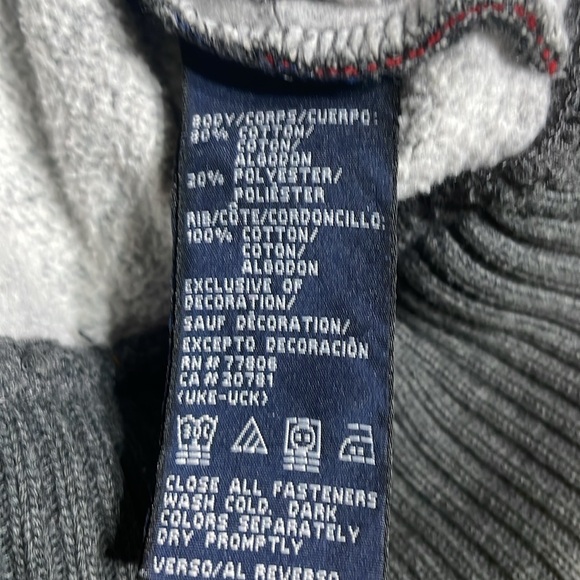 BODY/CORPS/CUERPO:
80% COTTON/
COTON/
ALGODON
20% POLYESTER/
POLIESTER
RIB/CÔTE/CORDONCILLO:
100% COTTON/
COTON/
ALGODON
EXCLUSIVE OF
DECORATION/
SAUF DÉCORATION/
EXCEPTO DECORACIÓN
RN # 77806
CA # 20781
(UKE-UCK)
30C
CLOSE ALL FASTENERS
WASH COLD. DARK
COLORS SEPARATELY
DRY PROMPTLY
VERSO/AL REVERSO